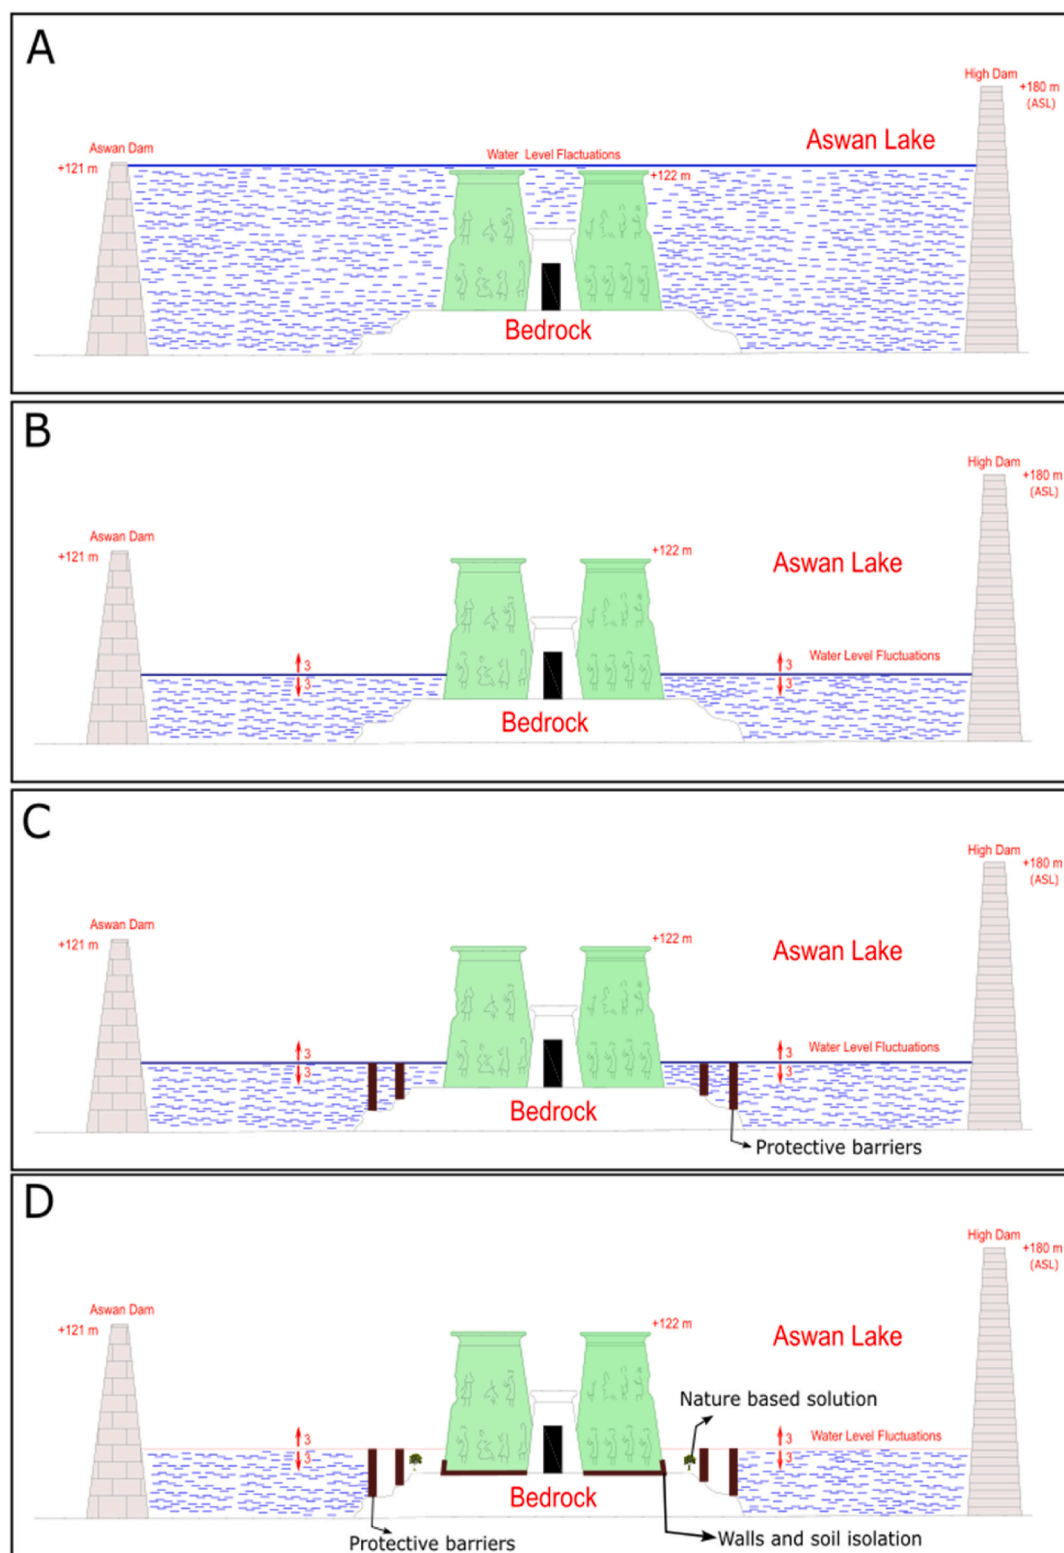 A
High Dam
+180 m
(ASL)
Aswan Lake
Aswan Dam
+121 m
Water Level Flactuations
+122 m
Bedrock
B
High Dam
+180 m
(ASL)
Aswan Dam
+121 m
+122 m
Aswan Lake
3
3
Water Level Fluctuations
3
3
Bedrock
C
High Dam
+180 m
(ASL)
Aswan Dam
+121 m
+122 m
Aswan Lake
3
3
Water Level Fluctuations
3
3
Bedrock
Protective barriers
D
High Dam
+180 m
(ASL)
Aswan Dam
+121 m
+122 m
Aswan Lake
Nature based solution
3
3
Water Level Fluctuations
3
3
Bedrock
Protective barriers
Walls and soil isolation